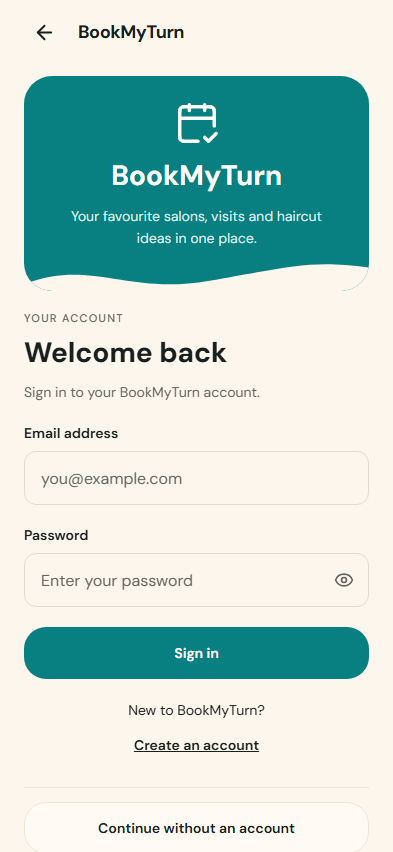 BookMyTurn
BookMyTurn
Your favourite salons, visits and haircut
ideas in one place.
YOUR ACCOUNT
Welcome back
Sign in to your BookMyTurn account.
Email address
you@example.com
Password
Enter your password
Sign in
New to BookMyTurn?
Create an account
Continue without an account